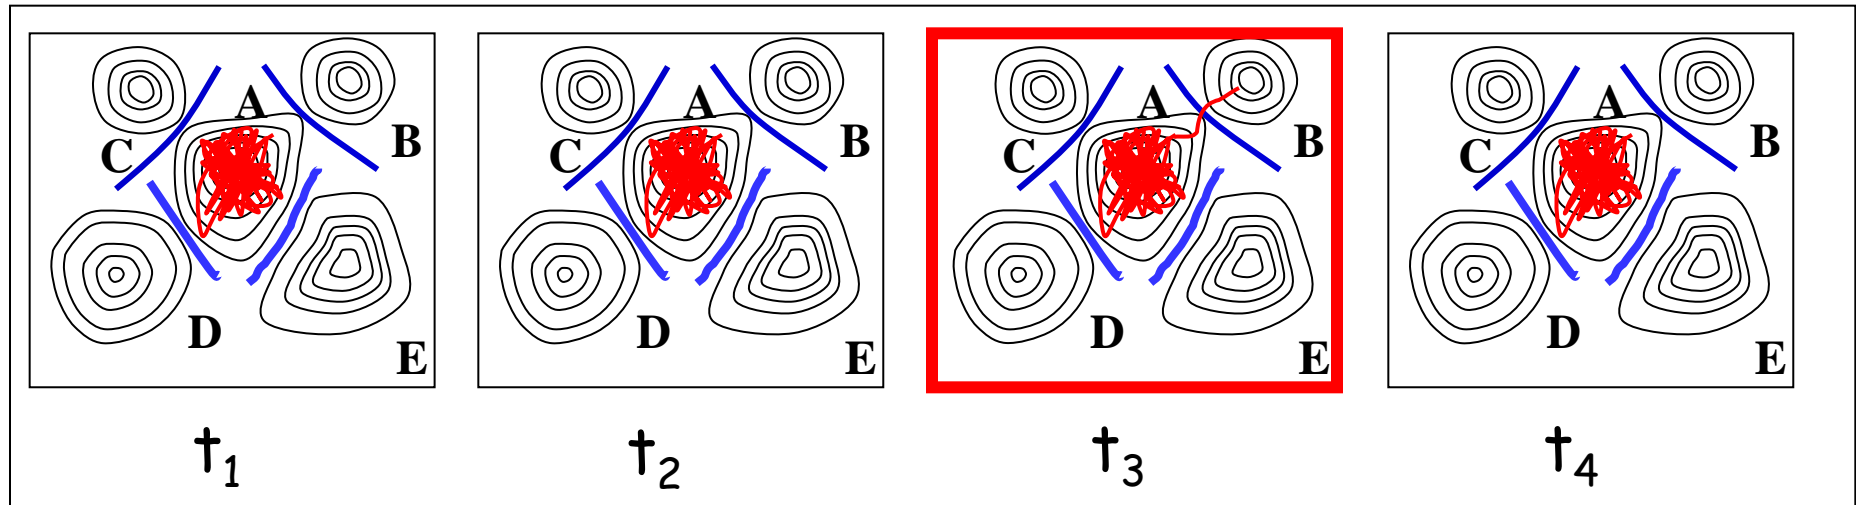 A A A A
B B B B
C C C C
D D D D
E E E E
t1 t2 t3 t4